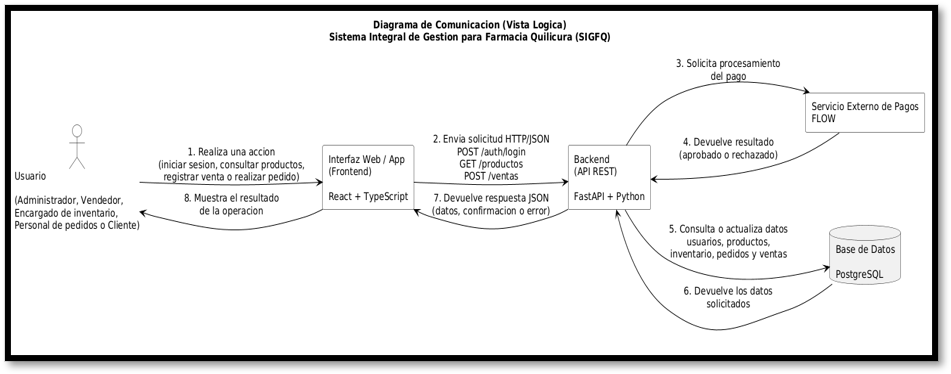 Diagrama de Comunicacion (Vista Logica)
Sistema Integral de Gestion para Farmacia Quilicura (SIGFQ)
Usuario
(Administrador, Vendedor,
Encargado de inventario,
Personal de pedidos o Cliente)
1. Realiza una accion
(iniciar sesion, consultar productos,
registrar venta o realizar pedido)
8. Muestra el resultado
de la operacion
Interfaz Web / App
(Frontend)
React + TypeScript
2. Envia solicitud HTTP/JSON
POST /auth/login
GET /productos
POST /ventas
7. Devuelve respuesta JSON
(datos, confirmacion o error)
Backend
(API REST)
FastAPI + Python
3. Solicita procesamiento
del pago
Servicio Externo de Pagos
FLOW
4. Devuelve resultado
(aprobado o rechazado)
5. Consulta o actualiza datos
usuarios, productos,
inventario, pedidos y ventas
Base de Datos
PostgreSQL
6. Devuelve los datos
solicitados